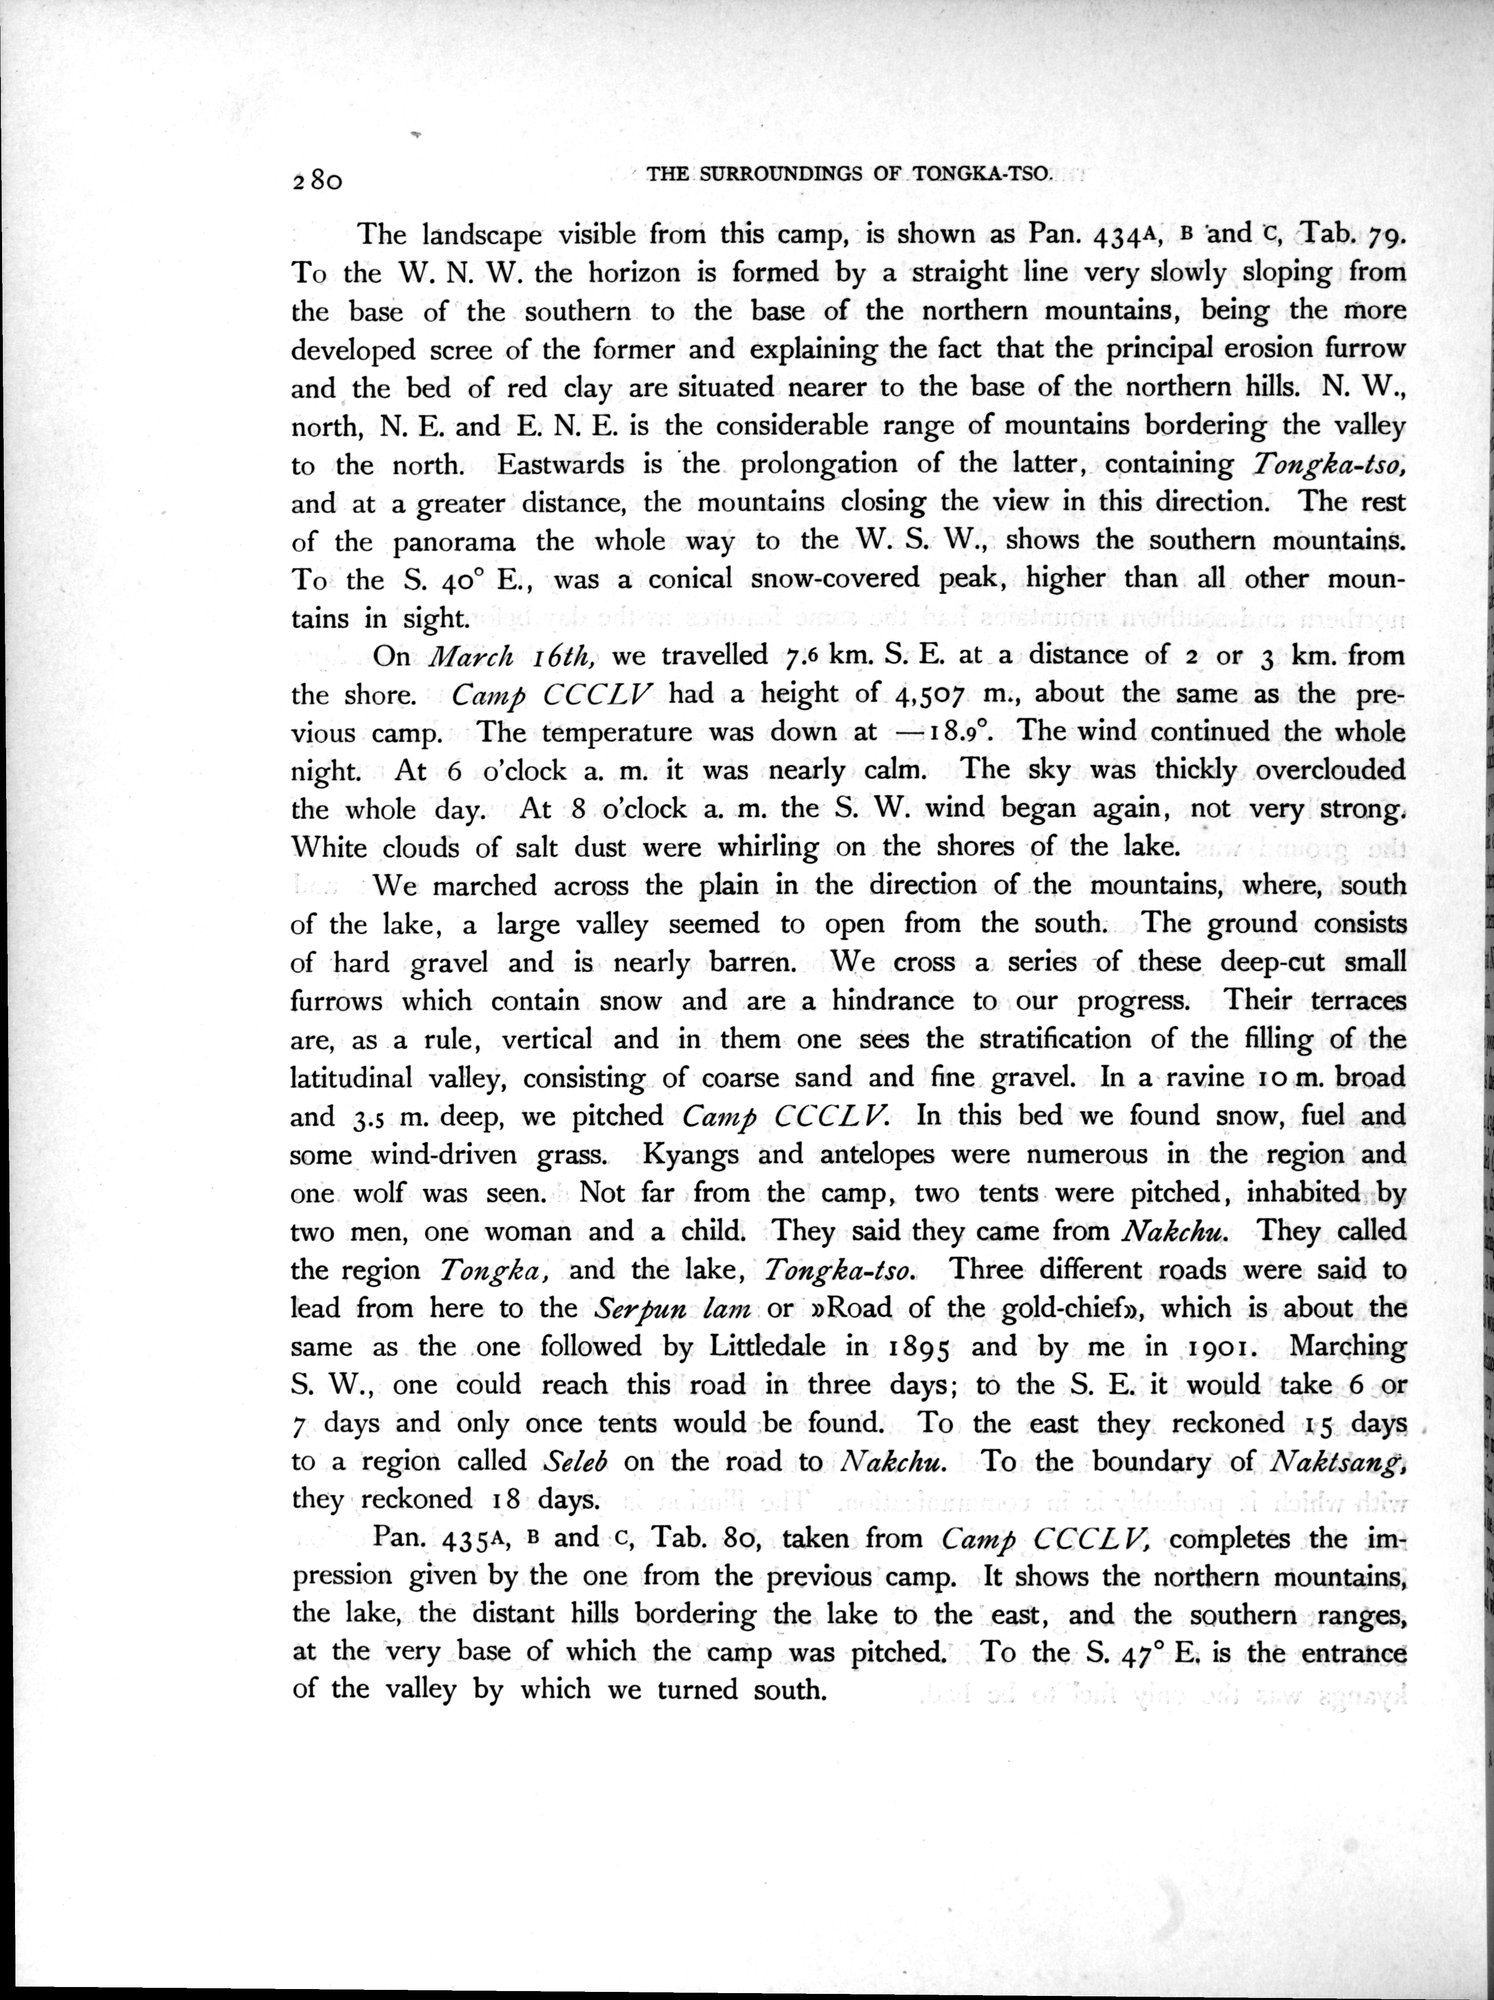 280
THE SURROUNDINGS OF TONGKA-TSO.
The landscape visible from this camp, is shown as Pan. 434A, B and C, Tab. 79.
To the W. N. W. the horizon is formed by a straight line very slowly sloping from
the base of the southern to the base of the northern mountains, being the more
developed scree of the former and explaining the fact that the principal erosion furrow
and the bed of red clay are situated nearer to the base of the northern hills. N. W.,
north, N. E. and E. N. E. is the considerable range of mountains bordering the valley
to the north. Eastwards is the prolongation of the latter, containing Tongka-tso,
and at a greater distance, the mountains closing the view in this direction. The rest
of the panorama the whole way to the W. S. W., shows the southern mountains.
To the S. 40° E., was a conical snow-covered peak, higher than all other moun-
tains in sight.
On March 16th, we travelled 7.6 km. S. E. at a distance of 2 or 3 km. from
the shore. Camp CCCLV had a height of 4,507 m., about the same as the pre-
vious camp. The temperature was down at —18.9°. The wind continued the whole
night. At 6 o'clock a. m. it was nearly calm. The sky was thickly overclouded
the whole day. At 8 o'clock a. m. the S. W. wind began again, not very strong.
White clouds of salt dust were whirling on the shores of the lake.
We marched across the plain in the direction of the mountains, where, south
of the lake, a large valley seemed to open from the south. The ground consists
of hard gravel and is nearly barren. We cross a series of these deep-cut small
furrows which contain snow and are a hindrance to our progress. Their terraces
are, as a rule, vertical and in them one sees the stratification of the filling of the
latitudinal valley, consisting of coarse sand and fine gravel. In a ravine 10 m. broad
and 3.5 m. deep, we pitched Camp CCCLV. In this bed we found snow, fuel and
some wind-driven grass. Kyangs and antelopes were numerous in the region and
one wolf was seen. Not far from the camp, two tents were pitched, inhabited by
two men, one woman and a child. They said they came from Nakchu. They called
the region Tongka, and the lake, Tongka-tso. Three different roads were said to
lead from here to the Serpun lam or »Road of the gold-chief», which is about the
same as the one followed by Littledale in 1895 and by me in 1901. Marching
S. W., one could reach this road in three days; to the S. E. it would take 6 or
7 days and only once tents would be found. To the east they reckoned 15 days
to a region called Seleb on the road to Nakchu. To the boundary of Naktsang,
they reckoned 18 days.
Pan. 435A, B and C, Tab. 80, taken from Camp CCCLV, completes the im-
pression given by the one from the previous camp. It shows the northern mountains,
the lake, the distant hills bordering the lake to the east, and the southern ranges,
at the very base of which the camp was pitched. To the S. 47° E. is the entrance
of the valley by which we turned south.